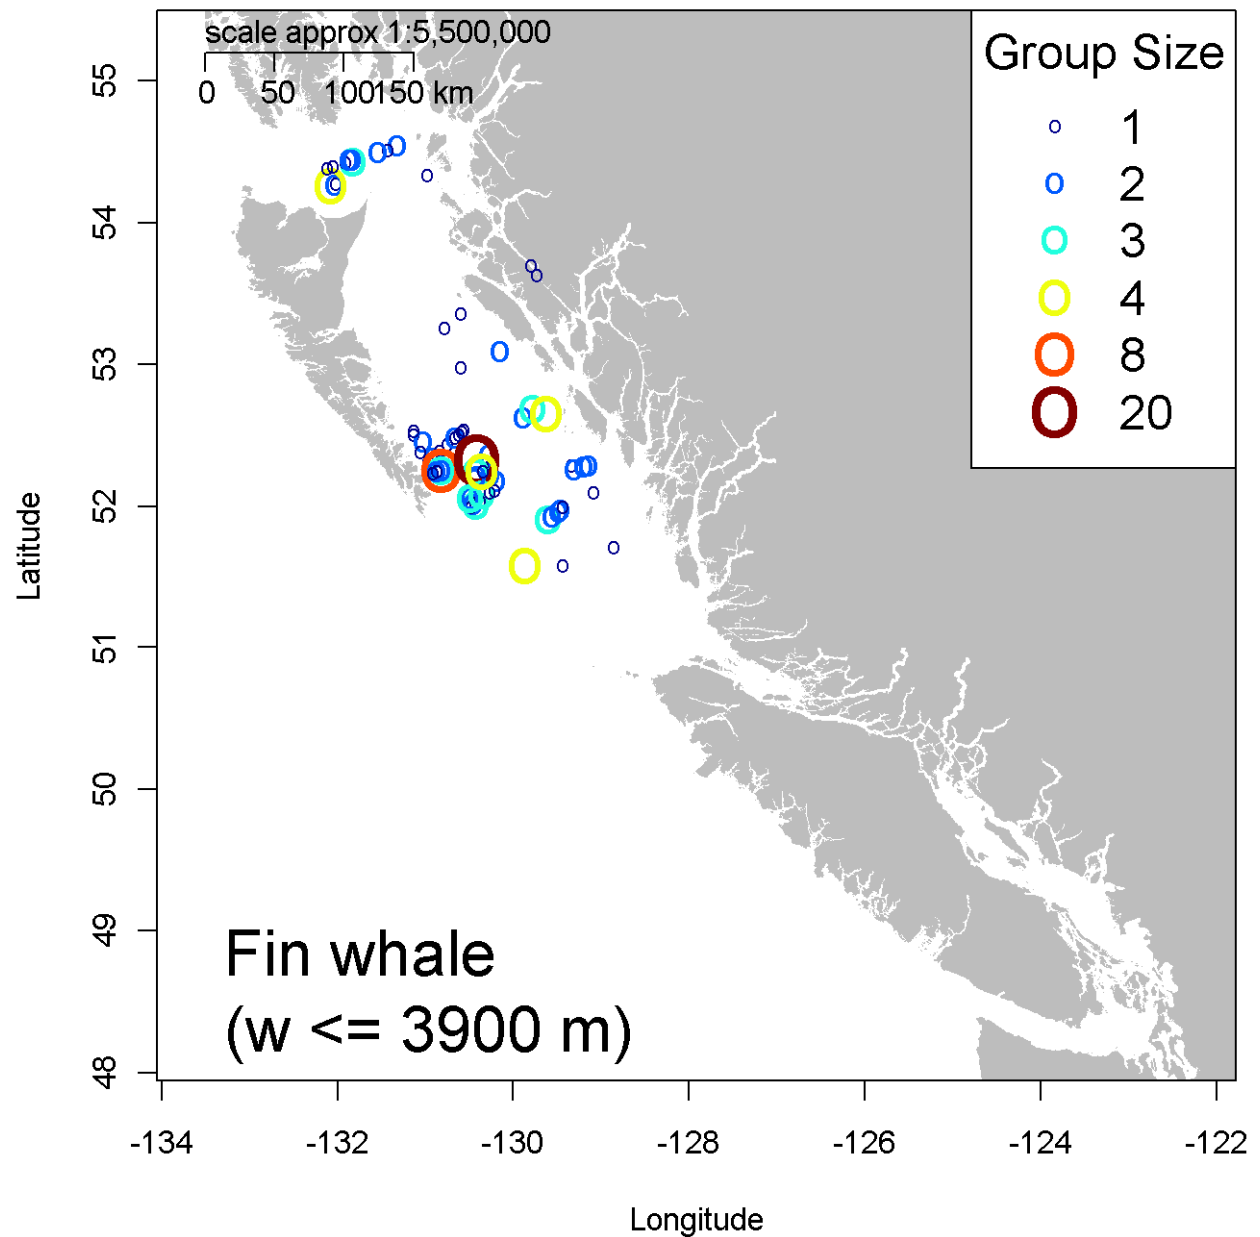 scale approx 1:5,500,000
0 50 100150 km
Group Size
1
2
3
4
8
20
55
54
53
52
51
50
49
48
Latitude
Fin whale
(w <= 3900 m)
-134 -132 -130 -128 -126 -124 -122
Longitude